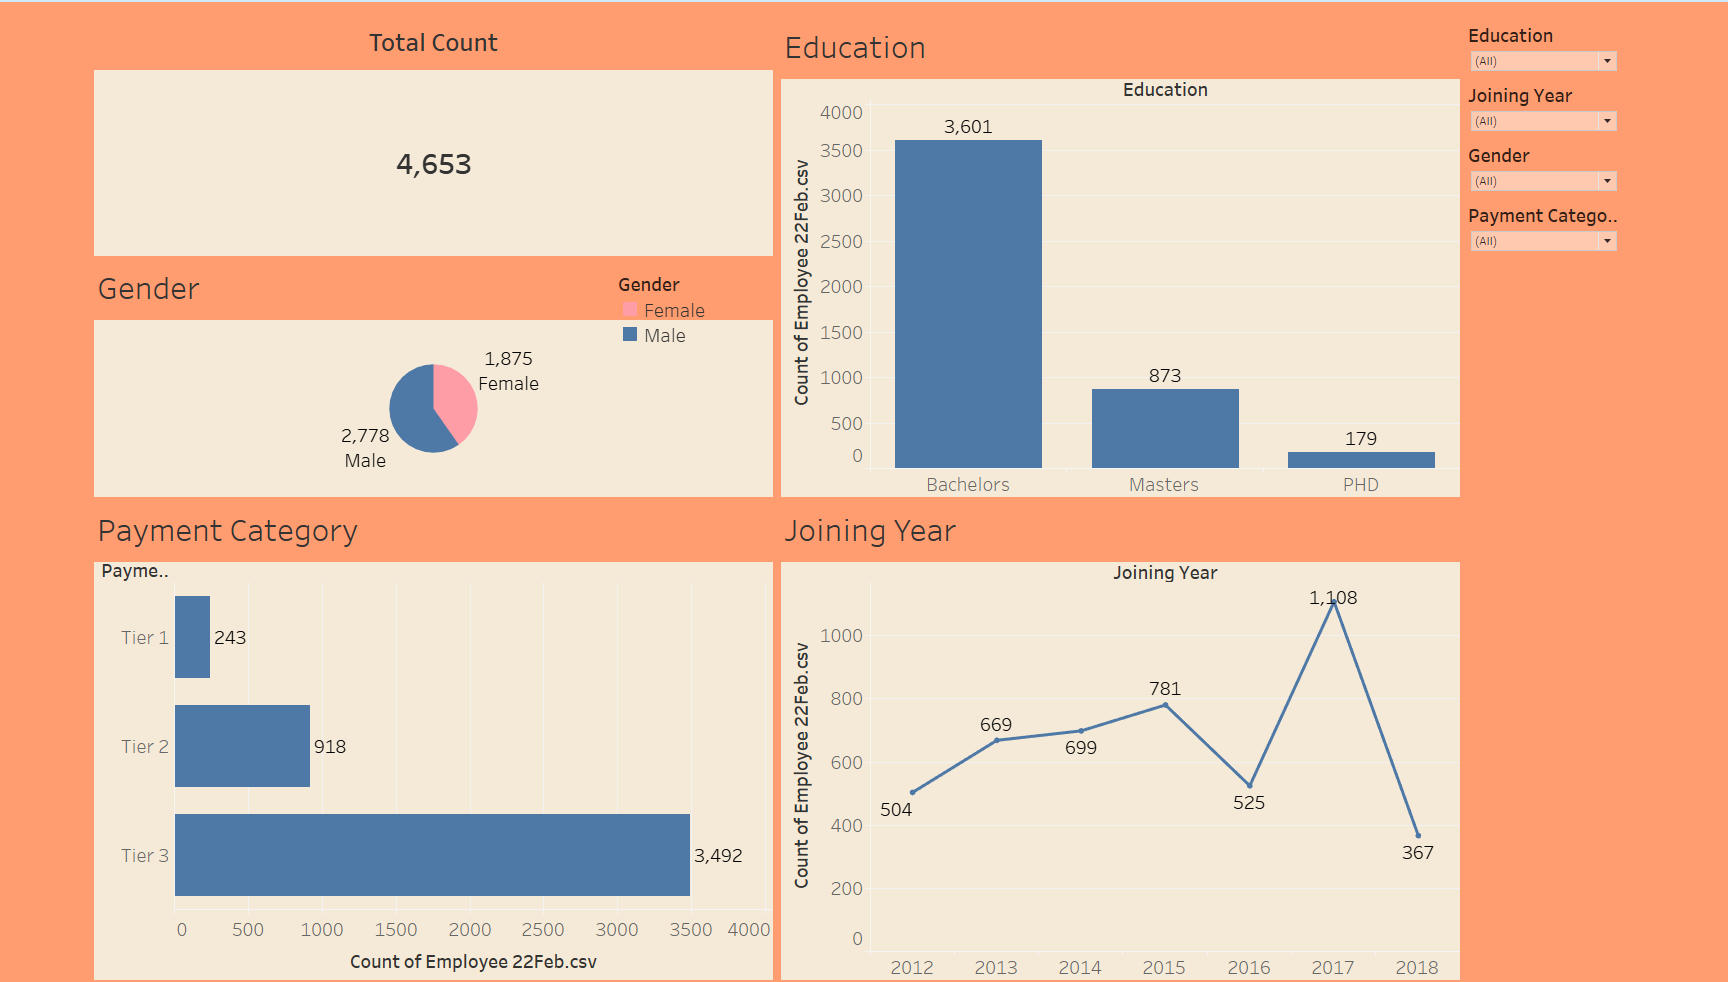 Total Count
4,653
Gender
Gender
Female
Male
1,875
Female
2,778
Male
Education
Education
Count of Employee 22Feb.csv
4000
3500
3000
2500
2000
1500
1000
500
0
3,601
873
179
Bachelors
Masters
PHD
Education
(All)
Joining Year
(All)
Gender
(All)
Payment Catego..
(All)
Payment Category
Payme..
Tier 1
243
Tier 2
918
Tier 3
3,492
0 500 1000 1500 2000 2500 3000 3500 4000
Count of Employee 22Feb.csv
Joining Year
Joining Year
Count of Employee 22Feb.csv
1000
800
600
400
200
0
504
669
699
781
525
1,108
367
2012 2013 2014 2015 2016 2017 2018